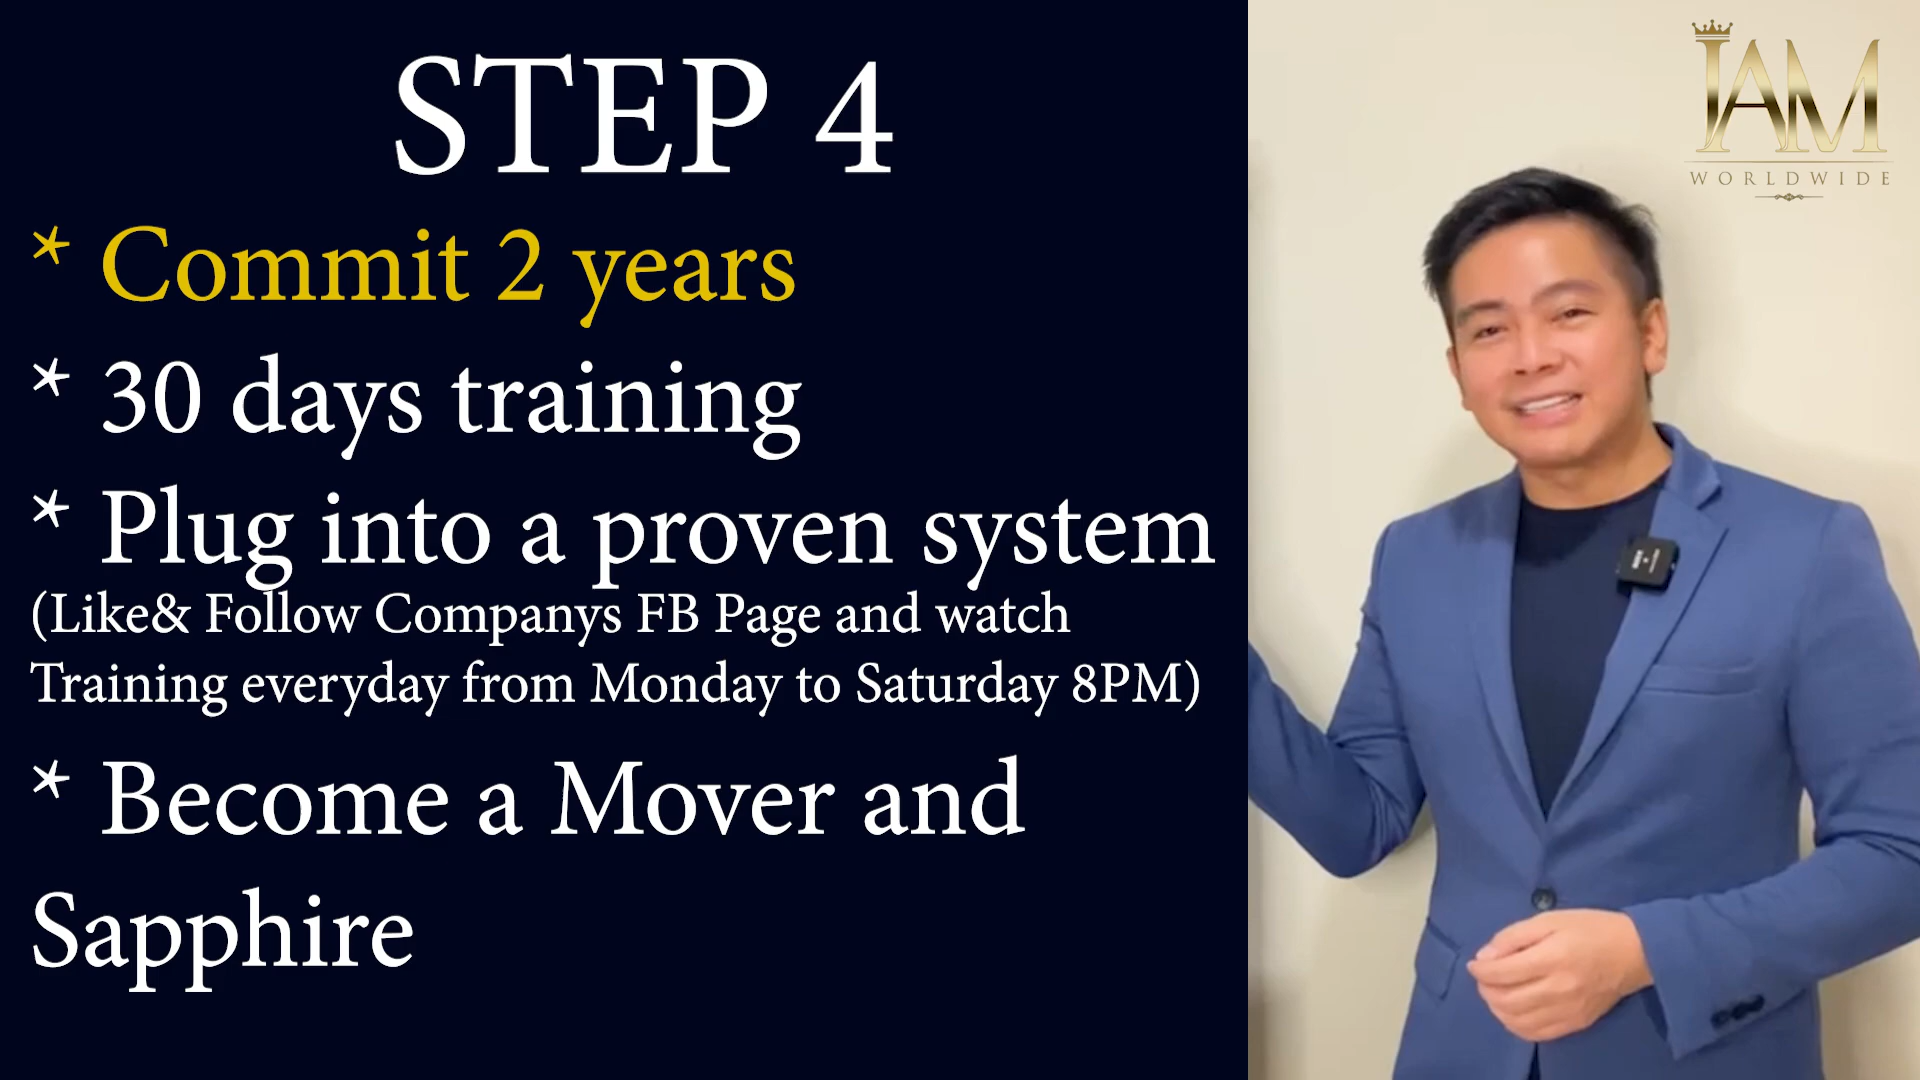 STEP 4
* Commit 2 years
* 30 days training
* Plug into a proven system
(Like& Follow Companys FB Page and watch
Training everyday from Monday to Saturday 8PM)
* Become a Mover and
Sapphire
IAM
WORLDWIDE